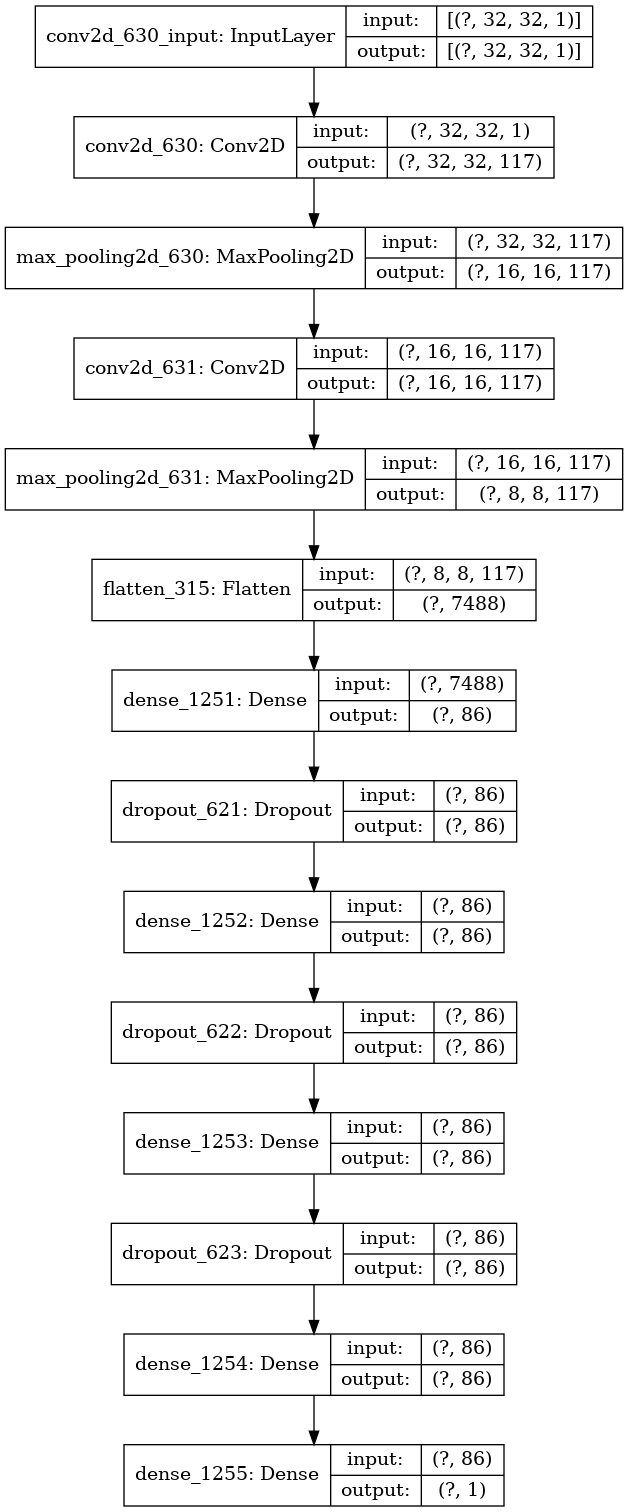 conv2d_630_input: InputLayer
input: [(?, 32, 32, 1)]
output: [(?, 32, 32, 1)]
conv2d_630: Conv2D
input: (?, 32, 32, 1)
output: (?, 32, 32, 117)
max_pooling2d_630: MaxPooling2D
input: (?, 32, 32, 117)
output: (?, 16, 16, 117)
conv2d_631: Conv2D
input: (?, 16, 16, 117)
output: (?, 16, 16, 117)
max_pooling2d_631: MaxPooling2D
input: (?, 16, 16, 117)
output: (?, 8, 8, 117)
flatten_315: Flatten
input: (?, 8, 8, 117)
output: (?, 7488)
dense_1251: Dense
input: (?, 7488)
output: (?, 86)
dropout_621: Dropout
input: (?, 86)
output: (?, 86)
dense_1252: Dense
input: (?, 86)
output: (?, 86)
dropout_622: Dropout
input: (?, 86)
output: (?, 86)
dense_1253: Dense
input: (?, 86)
output: (?, 86)
dropout_623: Dropout
input: (?, 86)
output: (?, 86)
dense_1254: Dense
input: (?, 86)
output: (?, 86)
dense_1255: Dense
input: (?, 86)
output: (?, 1)